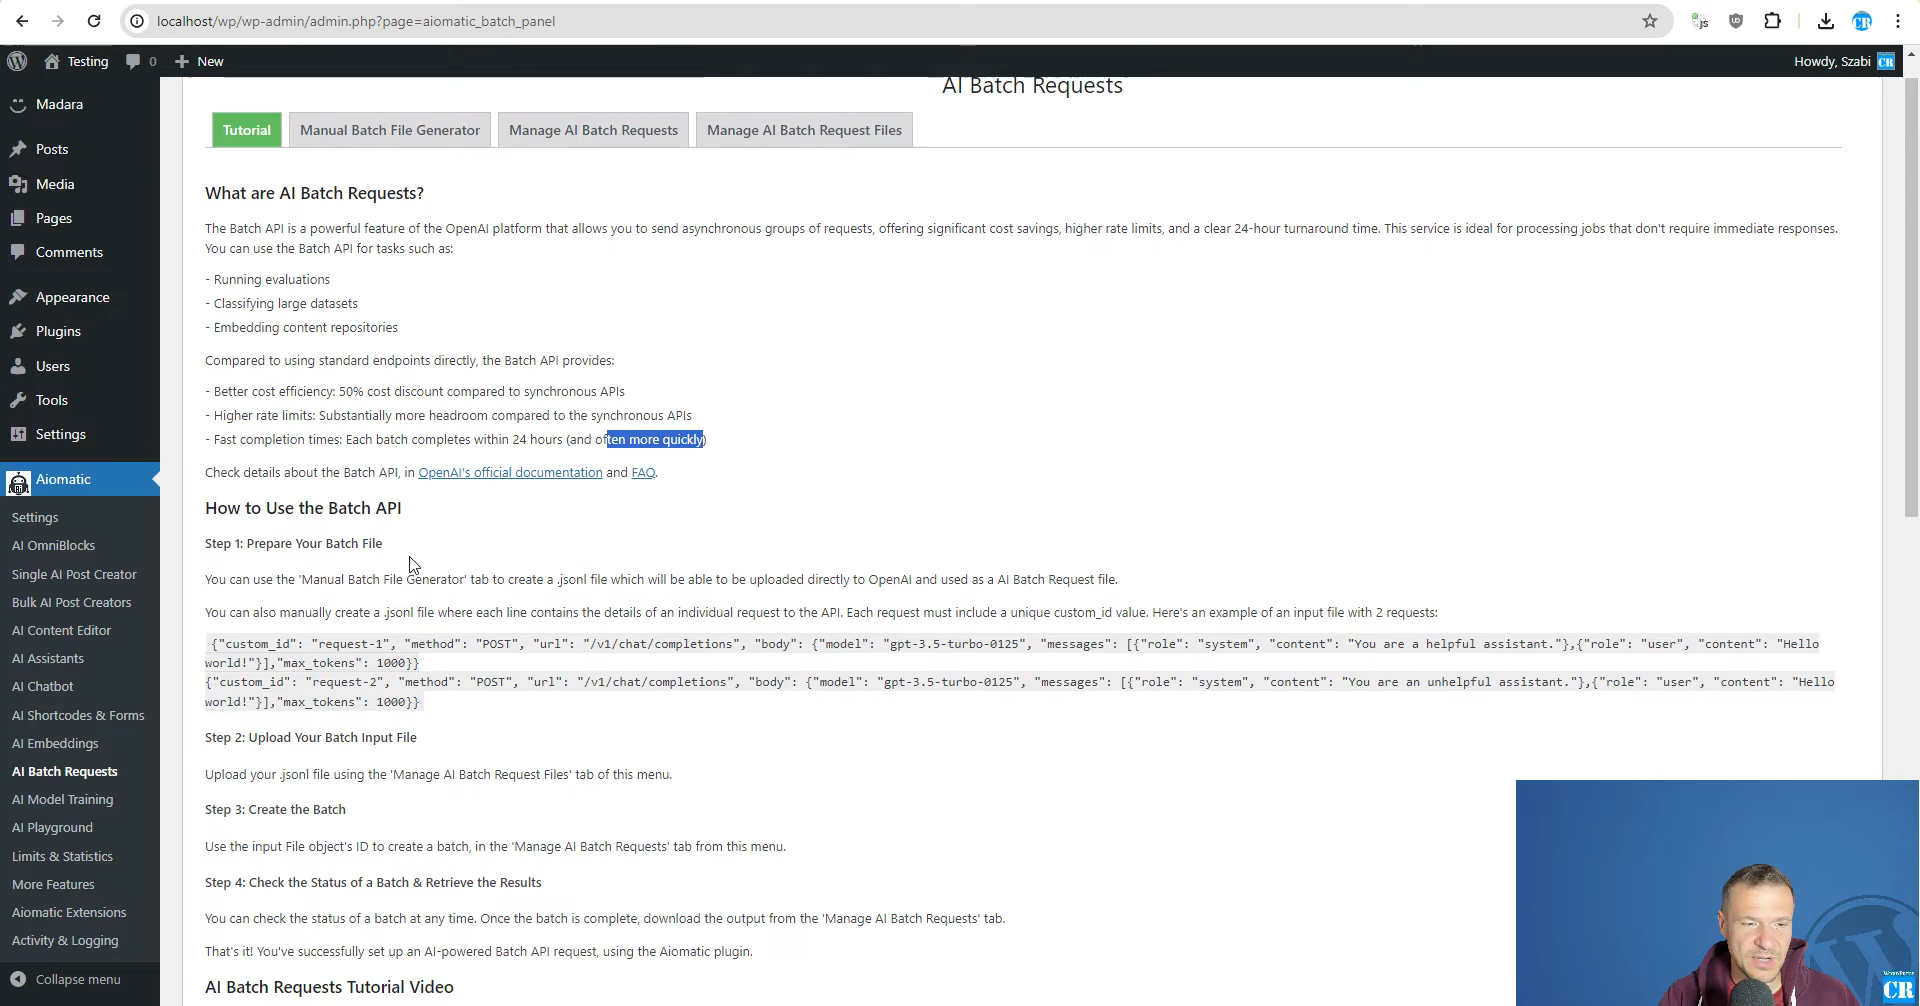 localhost/wp/wp-admin/admin.php?page=aiomatic_batch_panel
Testing
0
New
Howdy, Szabi
CR
Madara
Posts
Media
Pages
Comments
Appearance
Plugins
Users
Tools
Settings
Aiomatic
Settings
AI OmniBlocks
Single AI Post Creator
Bulk AI Post Creators
AI Content Editor
AI Assistants
AI Chatbot
AI Shortcodes & Forms
AI Embeddings
AI Batch Requests
AI Model Training
AI Playground
Limits & Statistics
More Features
Aiomatic Extensions
Activity & Logging
Collapse menu
AI Batch Requests
Tutorial
Manual Batch File Generator
Manage AI Batch Requests
Manage AI Batch Request Files
What are AI Batch Requests?
The Batch API is a powerful feature of the OpenAI platform that allows you to send asynchronous groups of requests, offering significant cost savings, higher rate limits, and a clear 24-hour turnaround time. This service is ideal for processing jobs that don't require immediate responses.
You can use the Batch API for tasks such as:
- Running evaluations
- Classifying large datasets
- Embedding content repositories
Compared to using standard endpoints directly, the Batch API provides:
- Better cost efficiency: 50% cost discount compared to synchronous APIs
- Higher rate limits: Substantially more headroom compared to the synchronous APIs
- Fast completion times: Each batch completes within 24 hours (and often more quickly)
Check details about the Batch API, in OpenAI's official documentation and FAQ.
How to Use the Batch API
Step 1: Prepare Your Batch File
You can use the 'Manual Batch File Generator' tab to create a .jsonl file which will be able to be uploaded directly to OpenAI and used as a AI Batch Request file.
You can also manually create a .jsonl file where each line contains the details of an individual request to the API. Each request must include a unique custom_id value. Here's an example of an input file with 2 requests:
{"custom_id": "request-1", "method": "POST", "url": "/v1/chat/completions", "body": {"model": "gpt-3.5-turbo-0125", "messages": [{"role": "system", "content": "You are a helpful assistant."},{"role": "user", "content": "Hello
world!"}],"max_tokens": 1000}}
{"custom_id": "request-2", "method": "POST", "url": "/v1/chat/completions", "body": {"model": "gpt-3.5-turbo-0125", "messages": [{"role": "system", "content": "You are an unhelpful assistant."},{"role": "user", "content": "Hello
world!"}],"max_tokens": 1000}}
Step 2: Upload Your Batch Input File
Upload your .jsonl file using the 'Manage AI Batch Request Files' tab of this menu.
Step 3: Create the Batch
Use the input File object's ID to create a batch, in the 'Manage AI Batch Requests' tab from this menu.
Step 4: Check the Status of a Batch & Retrieve the Results
You can check the status of a batch at any time. Once the batch is complete, download the output from the 'Manage AI Batch Requests' tab.
That's it! You've successfully set up an AI-powered Batch API request, using the Aiomatic plugin.
AI Batch Requests Tutorial Video
WORDPRESS
CR